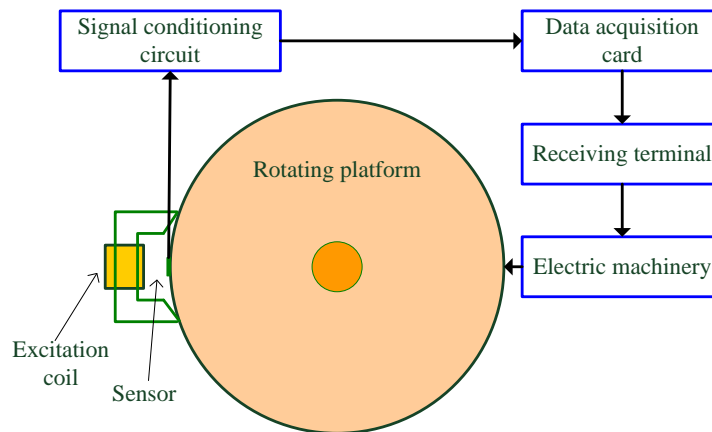 Signal conditioning
circuit
Data acquisition
card
Rotating platform
Receiving terminal
Electric machinery
Excitation
coil
Sensor